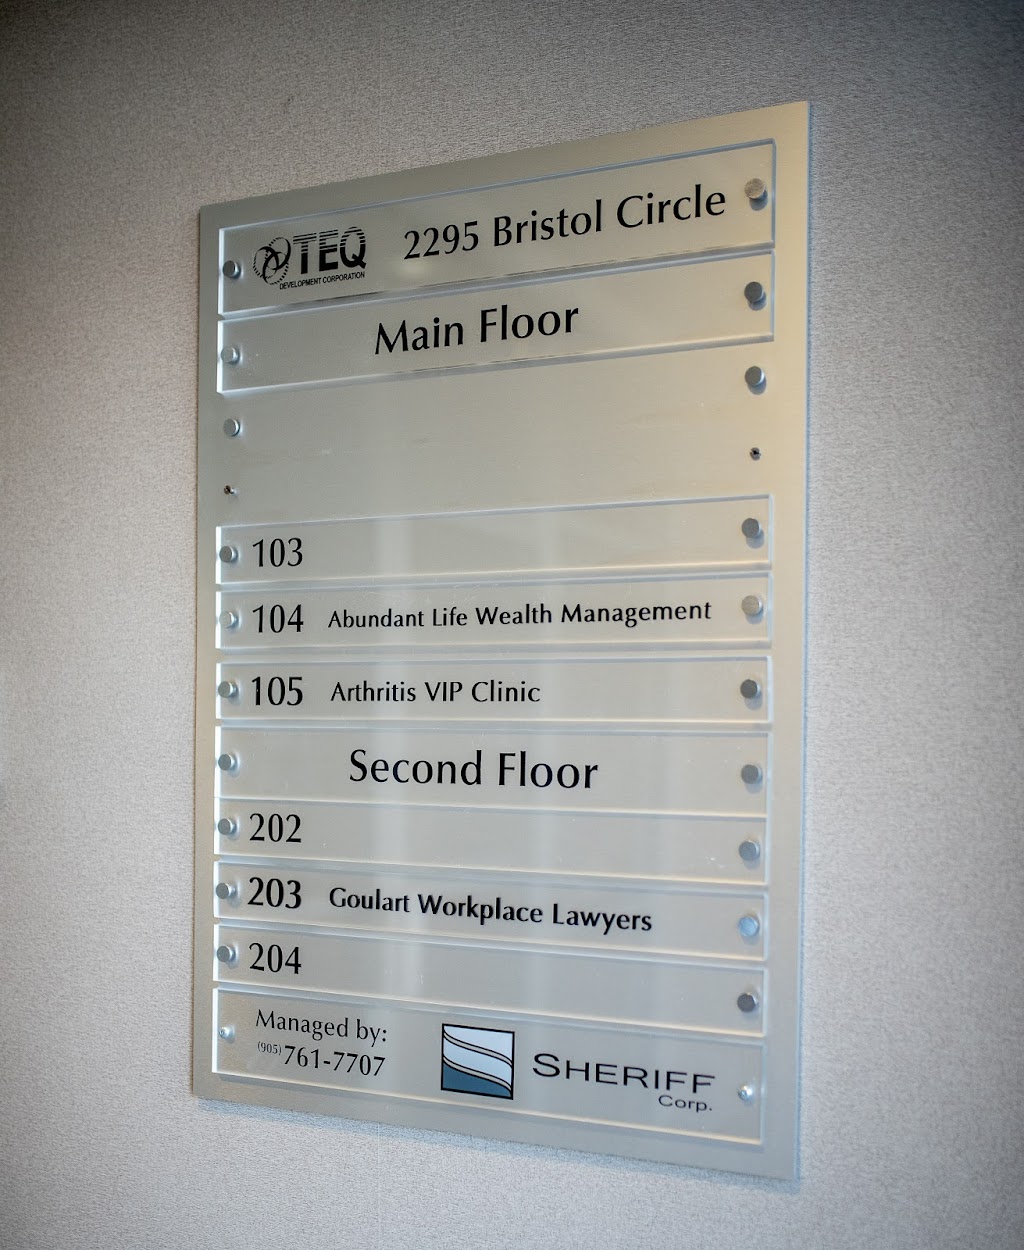 TEQ
DEVELOPMENT CORPORATION
2295 Bristol Circle
Main Floor
103
104 Abundant Life Wealth Management
105 Arthritis VIP Clinic
Second Floor
202
203 Goulart Workplace Lawyers
204
Managed by:
(905) 761-7707
SHERIFF
Corp.